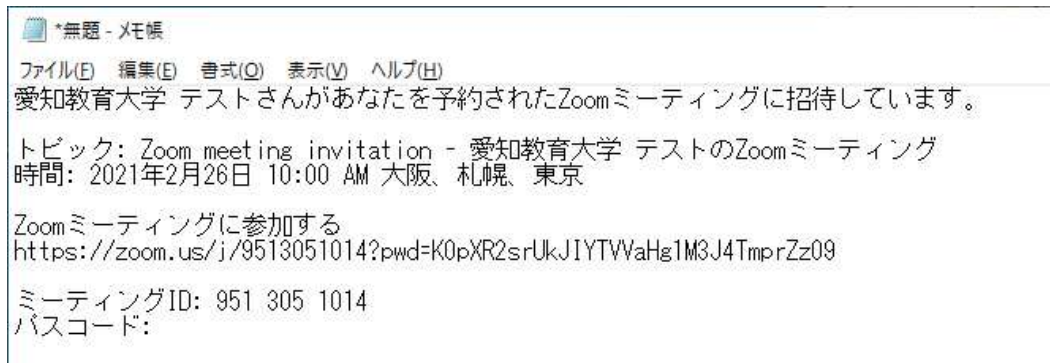 *無題 - メモ帳
ファイル(F) 編集(E) 書式(O) 表示(V) ヘルプ(H)
愛知教育大学 テストさんがあなたを予約されたZoomミーティングに招待しています。
トピック: Zoom meeting invitation - 愛知教育大学 テストのZoomミーティング
時間: 2021年2月26日 10:00 AM 大阪、札幌、東京
Zoomミーティングに参加する
https://zoom.us/j/9513051014?pwd=K0pXR2srUkJIYTVVaHg1M3J4TmprZz09
ミーティングID: 951 305 1014
パスコード: